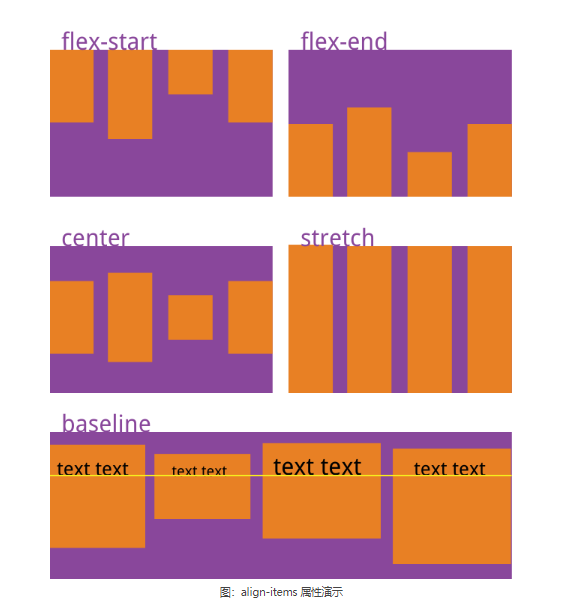 flex-start
flex-end
center
stretch
baseline
text text
text text
text text
text text
图：align-items 属性演示